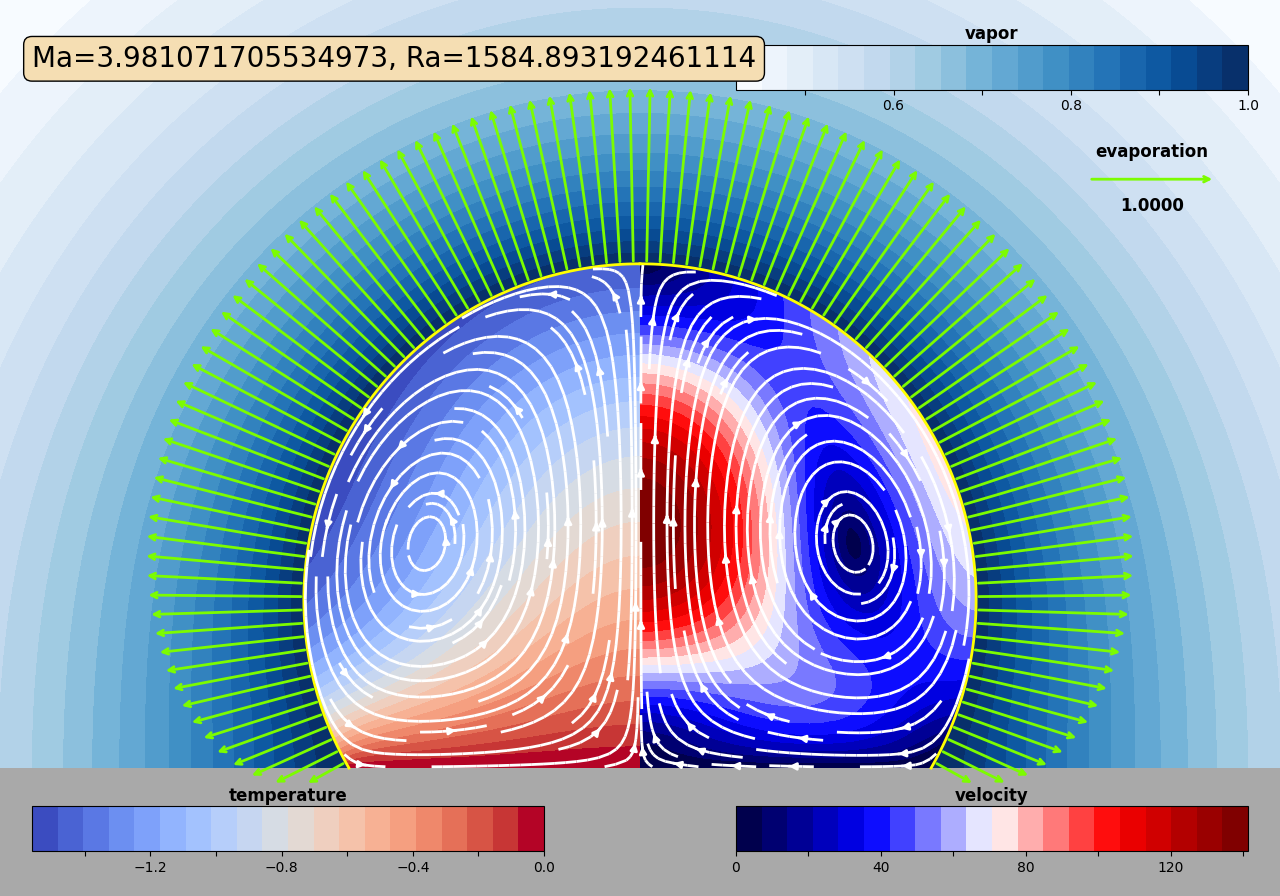 Ma=3.981071705534973, Ra=1584.893192461114
vapor
0.6 0.8 1.0
evaporation
1.0000
temperature
−1.2 −0.8 −0.4 0.0
velocity
0 40 80 120